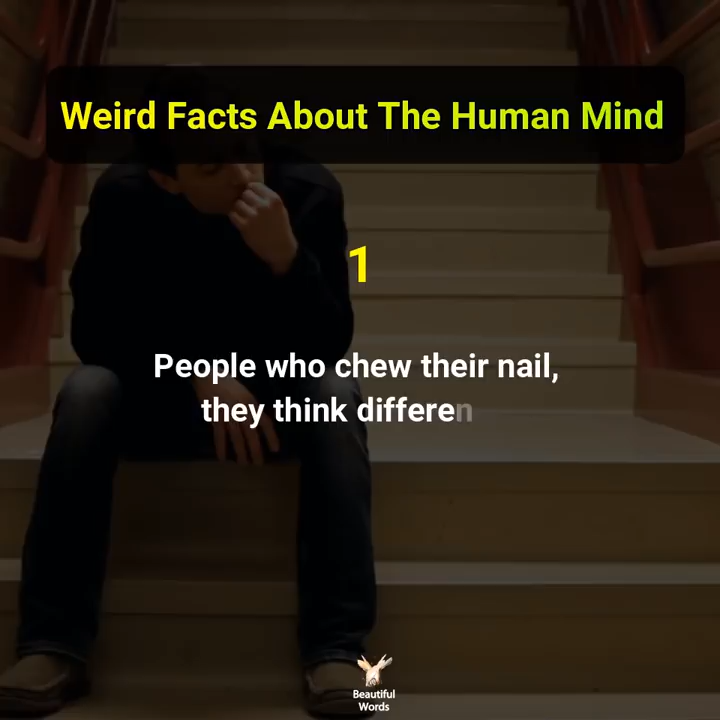 Weird Facts About The Human Mind
1
People who chew their nail,
they think differen
Beautiful
Words